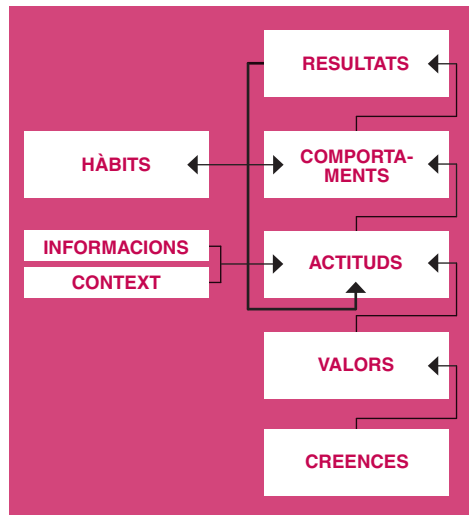 RESULTATS
HÀBITS
COMPORTA-
MENTS
INFORMACIONS
CONTEXT
ACTITUDS
VALORS
CREENCES